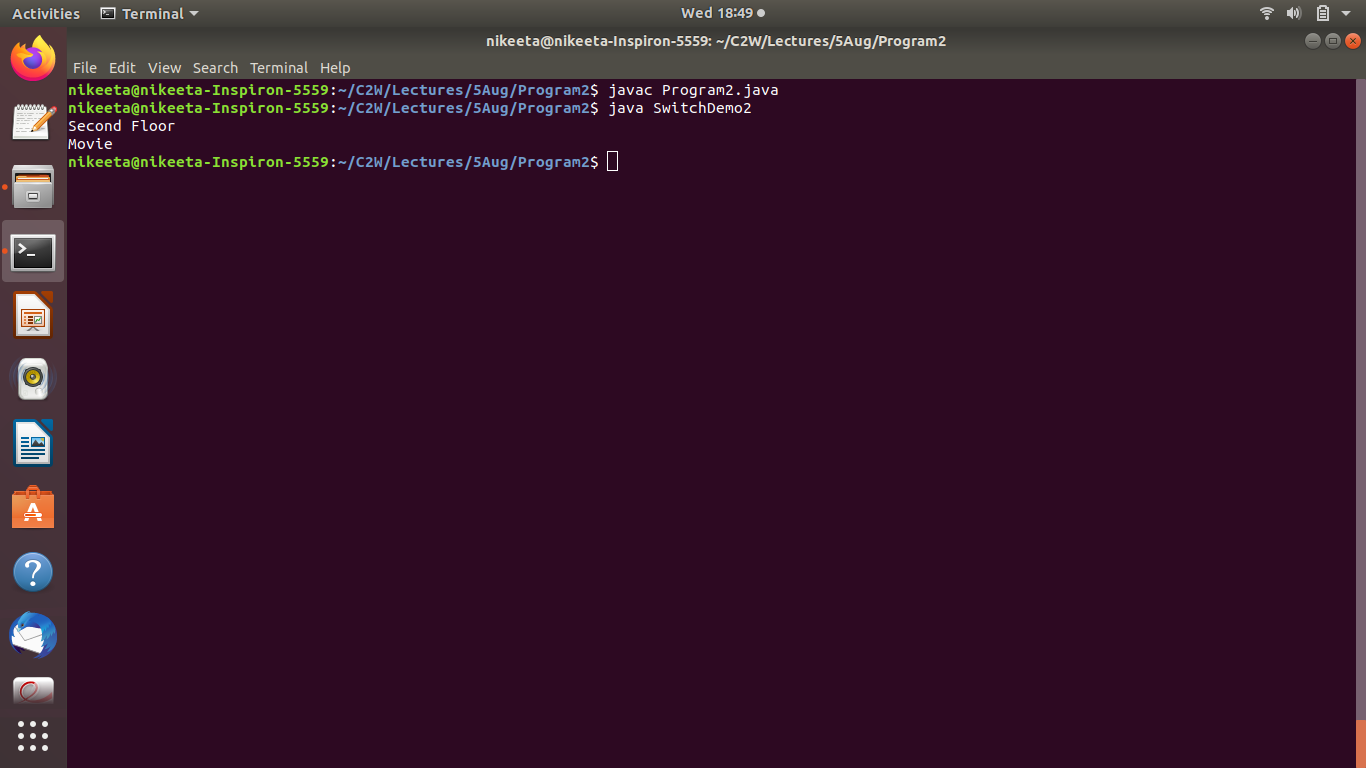 Activities Terminal Wed 18:49
nikeeta@nikeeta-Inspiron-5559: ~/C2W/Lectures/5Aug/Program2
File Edit View Search Terminal Help
nikeeta@nikeeta-Inspiron-5559:~/C2W/Lectures/5Aug/Program2$ javac Program2.java
nikeeta@nikeeta-Inspiron-5559:~/C2W/Lectures/5Aug/Program2$ java SwitchDemo2
Second Floor
Movie
nikeeta@nikeeta-Inspiron-5559:~/C2W/Lectures/5Aug/Program2$